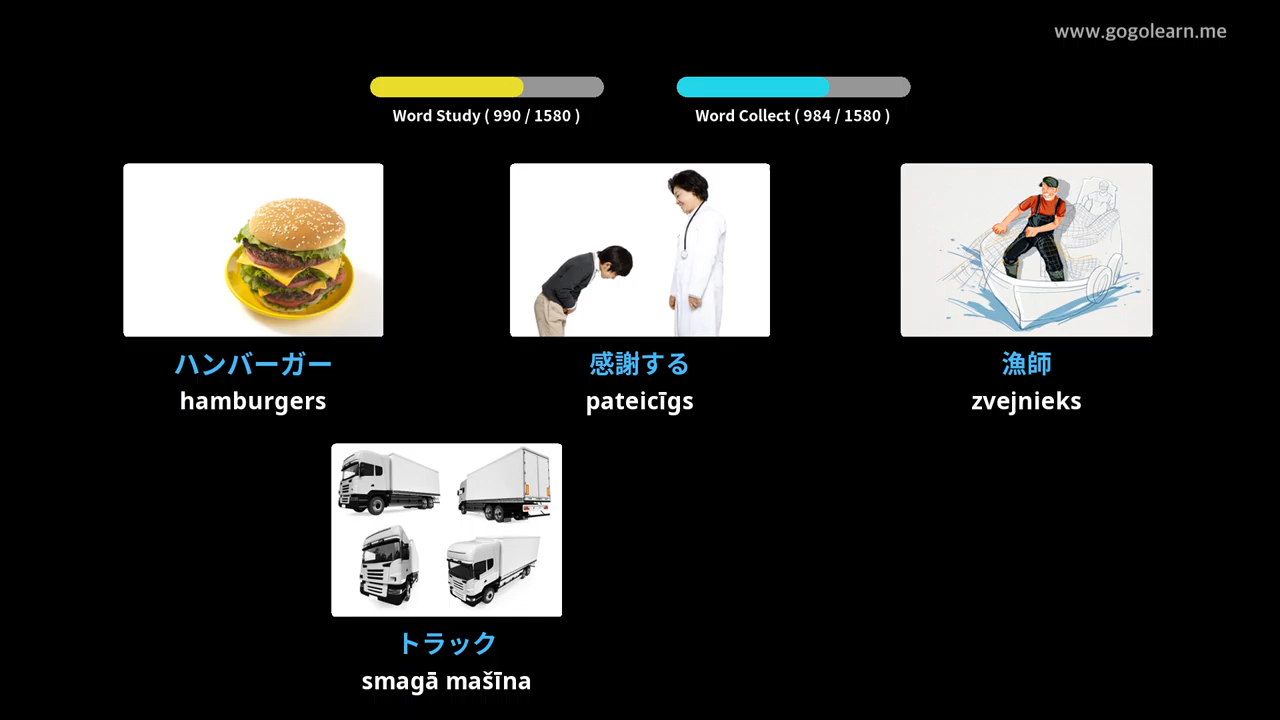 www.gogolearn.me
Word Study ( 990 / 1580 )
Word Collect ( 984 / 1580 )
ハンバーガー
hamburgers
感謝する
pateicīgs
漁師
zvejnieks
トラック
smagā mašīna